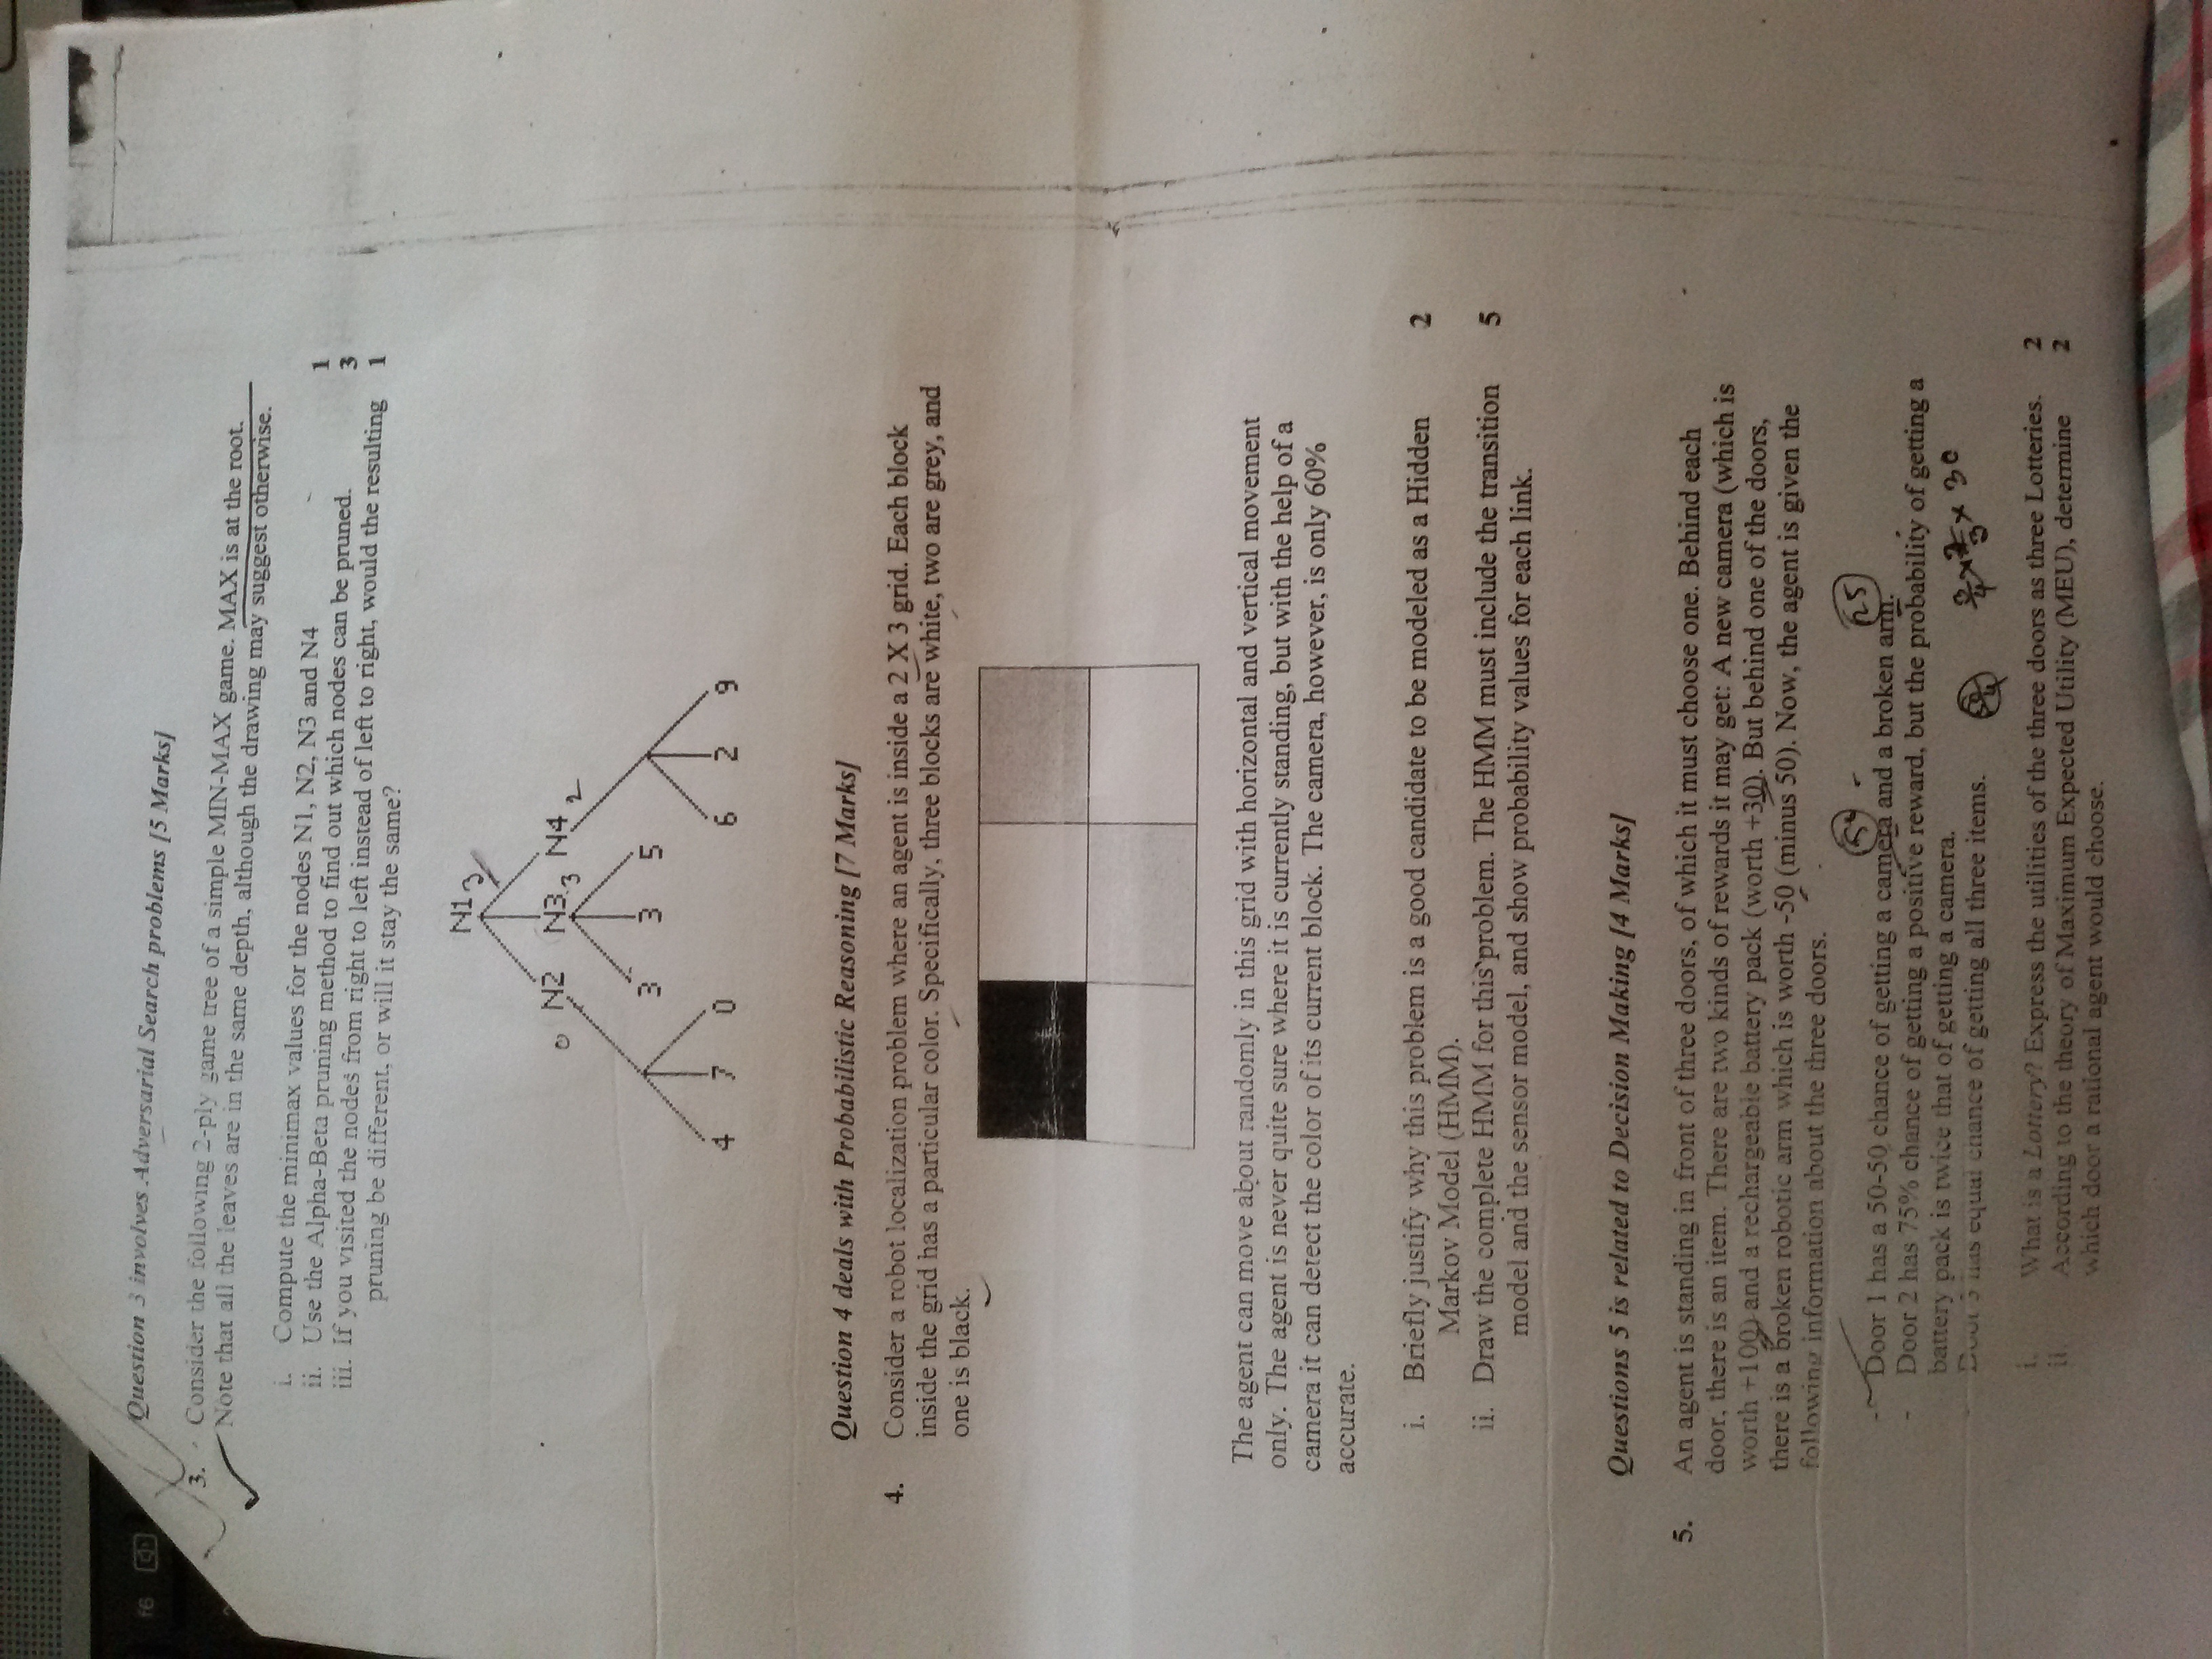 f6
Question 3 involves Adversarial Search problems [5 Marks]
3. Consider the following 2-ply game tree of a simple MIN-MAX game. MAX is at the root.
Note that all the leaves are in the same depth, although the drawing may suggest otherwise.
i. Compute the minimax values for the nodes N1, N2, N3 and N4 1
ii. Use the Alpha-Beta pruning method to find out which nodes can be pruned. 3
iii. If you visited the nodes from right to left instead of left to right, would the resulting 1
pruning be different, or will it stay the same?
N1 3
0 N2 N3 3 N4 2
3 3 5
4 7 0 6 2 9
Question 4 deals with Probabilistic Reasoning [7 Marks]
4. Consider a robot localization problem where an agent is inside a 2 X 3 grid. Each block
inside the grid has a particular color. Specifically, three blocks are white, two are grey, and
one is black.
The agent can move about randomly in this grid with horizontal and vertical movement
only. The agent is never quite sure where it is currently standing, but with the help of a
camera it can detect the color of its current block. The camera, however, is only 60%
accurate.
i. Briefly justify why this problem is a good candidate to be modeled as a Hidden 2
Markov Model (HMM).
ii. Draw the complete HMM for this problem. The HMM must include the transition 5
model and the sensor model, and show probability values for each link.
Questions 5 is related to Decision Making [4 Marks]
5. An agent is standing in front of three doors, of which it must choose one. Behind each
door, there is an item. There are two kinds of rewards it may get: A new camera (which is
worth +100) and a rechargeable battery pack (worth +30). But behind one of the doors,
there is a broken robotic arm which is worth -50 (minus 50). Now, the agent is given the
following information about the three doors.
50 - 25
- Door 1 has a 50-50 chance of getting a camera and a broken arm.
- Door 2 has 75% chance of getting a positive reward, but the probability of getting a
battery pack is twice that of getting a camera.
- Door 3 has equal chance of getting all three items. 3/4 × 2/3 × 30
i. What is a Lottery? Express the utilities of the three doors as three Lotteries. 2
ii. According to the theory of Maximum Expected Utility (MEU), determine 2
which door a rational agent would choose.